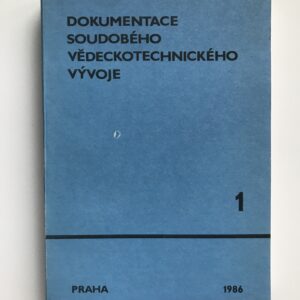 DOKUMENTACE
SOUDOBÉHO
VĚDECKOTECHNICKÉHO
VÝVOJE
1
PRAHA 1986